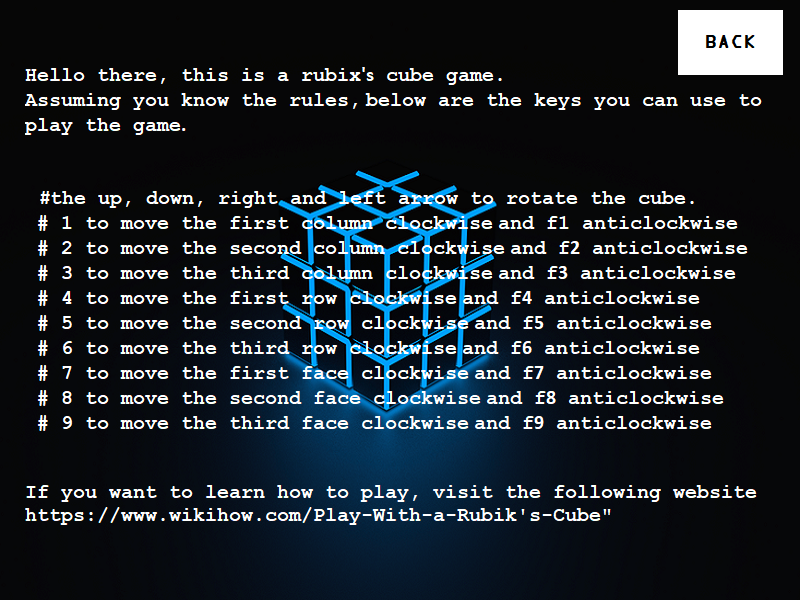 BACK
Hello there, this is a rubix's cube game.
Assuming you know the rules, below are the keys you can use to
play the game.
#the up, down, right and left arrow to rotate the cube.
# 1 to move the first column clockwise and f1 anticlockwise
# 2 to move the second column clockwise and f2 anticlockwise
# 3 to move the third column clockwise and f3 anticlockwise
# 4 to move the first row clockwise and f4 anticlockwise
# 5 to move the second row clockwise and f5 anticlockwise
# 6 to move the third row clockwise and f6 anticlockwise
# 7 to move the first face clockwise and f7 anticlockwise
# 8 to move the second face clockwise and f8 anticlockwise
# 9 to move the third face clockwise and f9 anticlockwise
If you want to learn how to play, visit the following website
https://www.wikihow.com/Play-With-a-Rubik's-Cube"